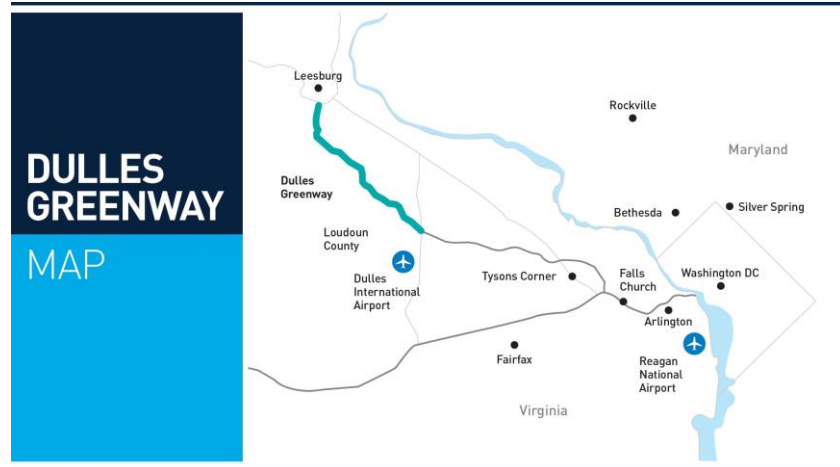 DULLES
GREENWAY
MAP
Leesburg
Rockville
Maryland
Dulles
Greenway
Bethesda
Silver Spring
Loudoun
County
Dulles
International
Airport
Tysons Corner
Falls
Church
Washington DC
Arlington
Fairfax
Reagan
National
Airport
Virginia